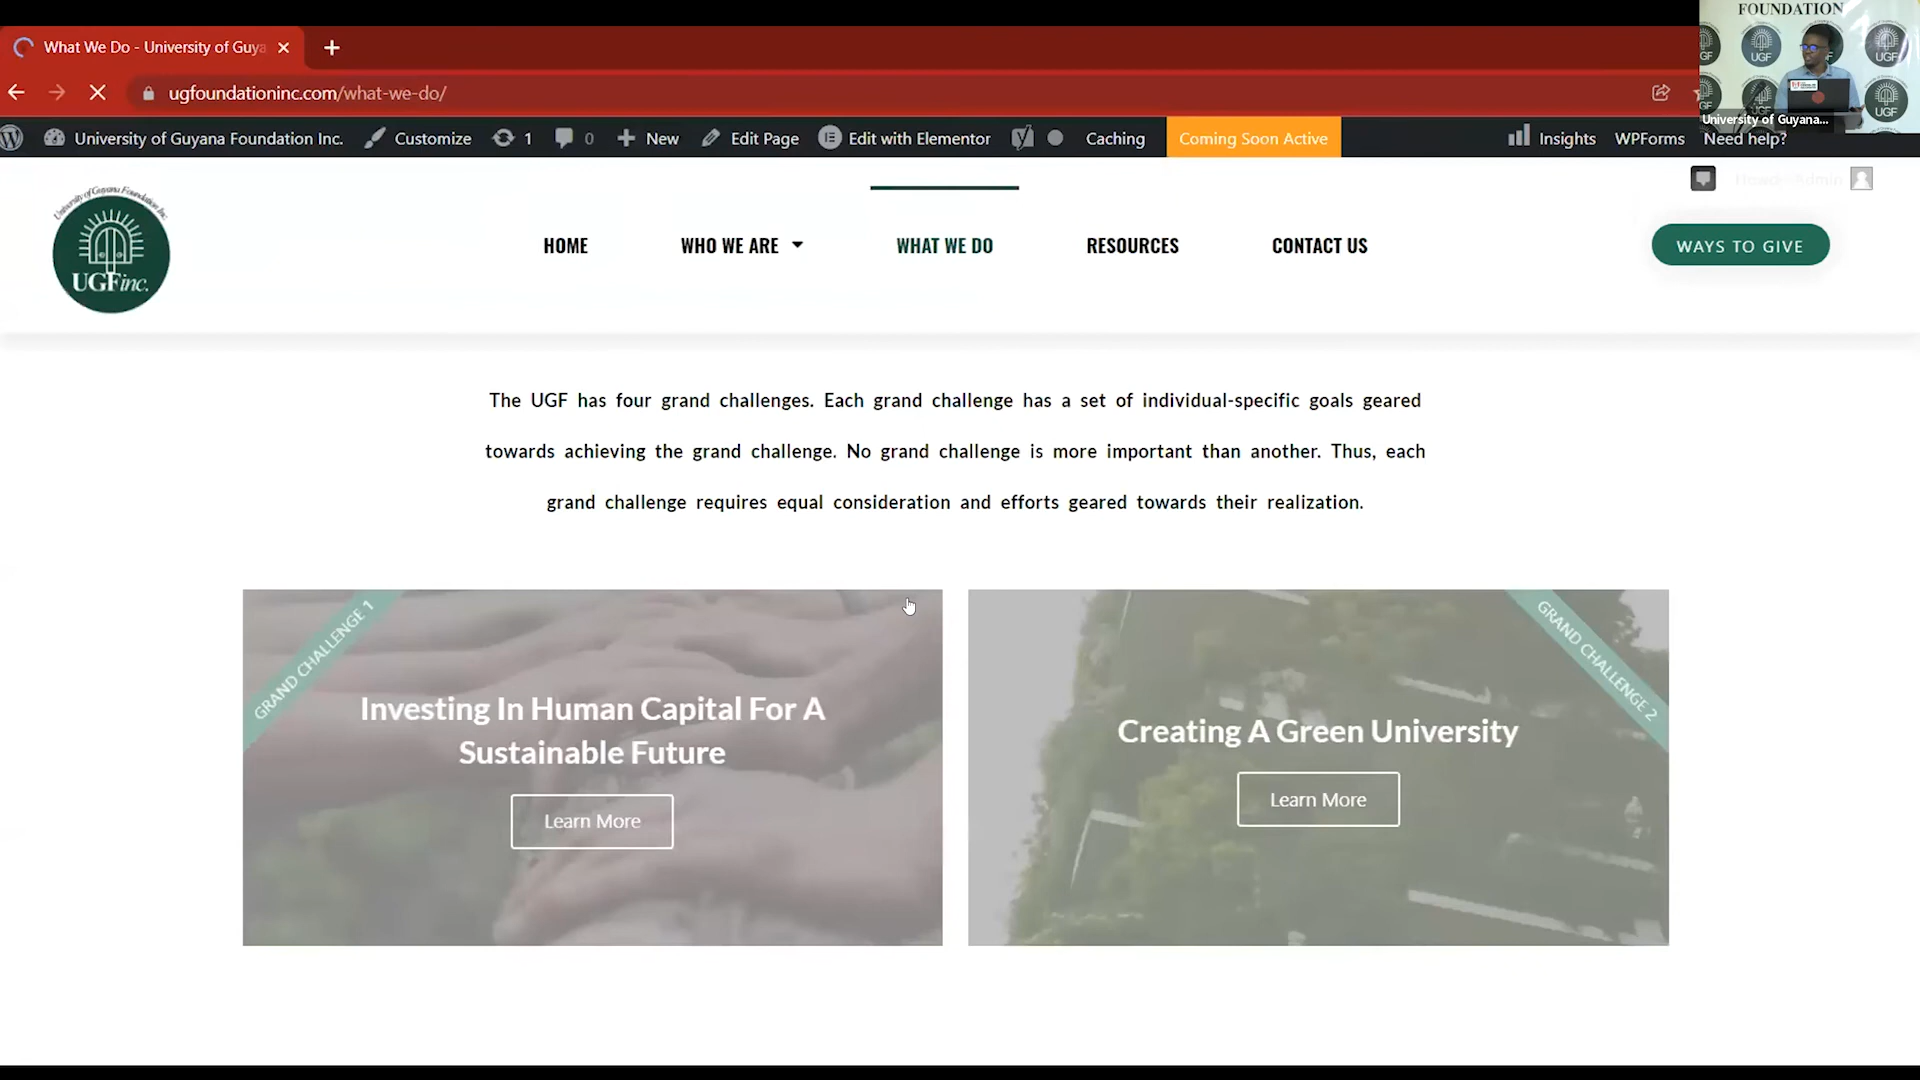 FOUNDATION
What We Do - University of Guya
ugfoundationinc.com/what-we-do/
UGF
UGF
University of Guyana...
University of Guyana Foundation Inc.
Customize
1
0
New
Edit Page
Edit with Elementor
Caching
Coming Soon Active
Insights
WPForms
Need help?
University of Guyana Foundation Inc
UGFinc.
HOME
WHO WE ARE
WHAT WE DO
RESOURCES
CONTACT US
WAYS TO GIVE
The UGF has four grand challenges. Each grand challenge has a set of individual-specific goals geared
towards achieving the grand challenge. No grand challenge is more important than another. Thus, each
grand challenge requires equal consideration and efforts geared towards their realization.
GRAND CHALLENGE 1
Investing In Human Capital For A
Sustainable Future
Learn More
GRAND CHALLENGE 2
Creating A Green University
Learn More